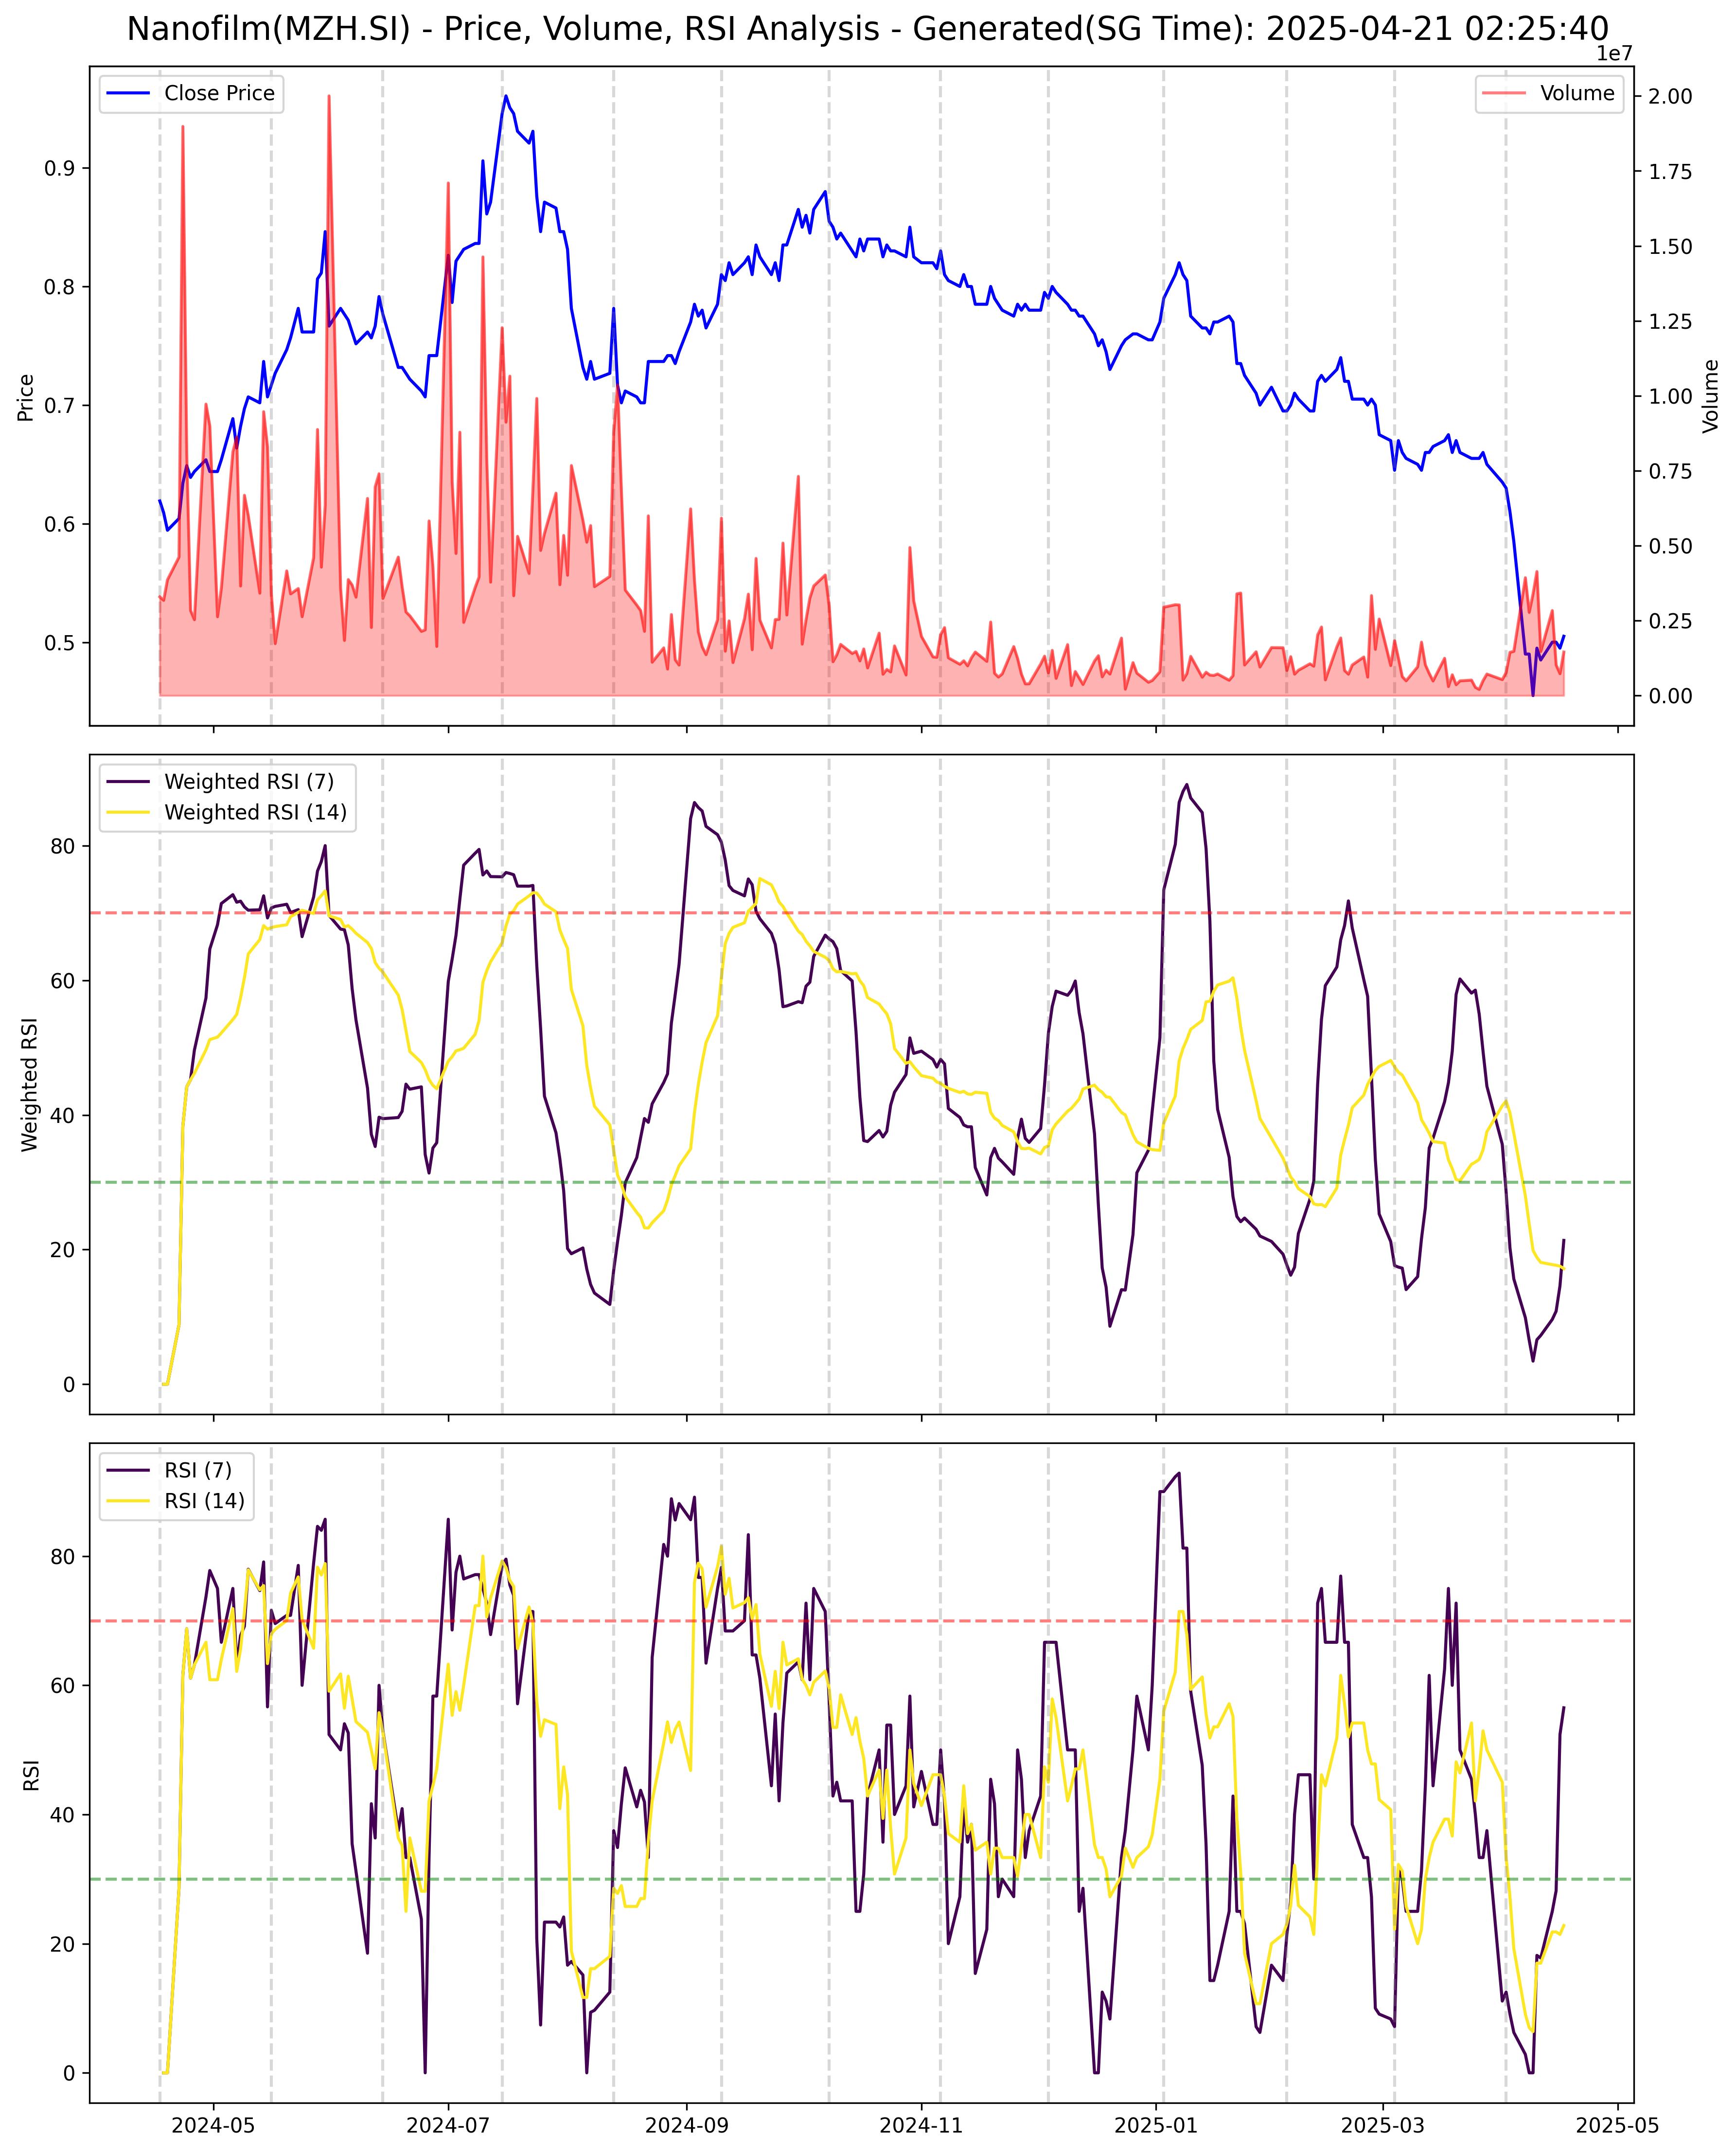 Nanofilm(MZH.SI) - Price, Volume, RSI Analysis - Generated(SG Time): 2025-04-21 02:25:40
1e7
Close Price
Volume
0.9
0.8
0.7
0.6
0.5
Price
2.00
1.75
1.50
1.25
1.00
0.75
0.50
0.25
0.00
Volume
Weighted RSI (7)
Weighted RSI (14)
80
60
40
20
0
Weighted RSI
RSI (7)
RSI (14)
80
60
40
20
0
RSI
2024-05
2024-07
2024-09
2024-11
2025-01
2025-03
2025-05